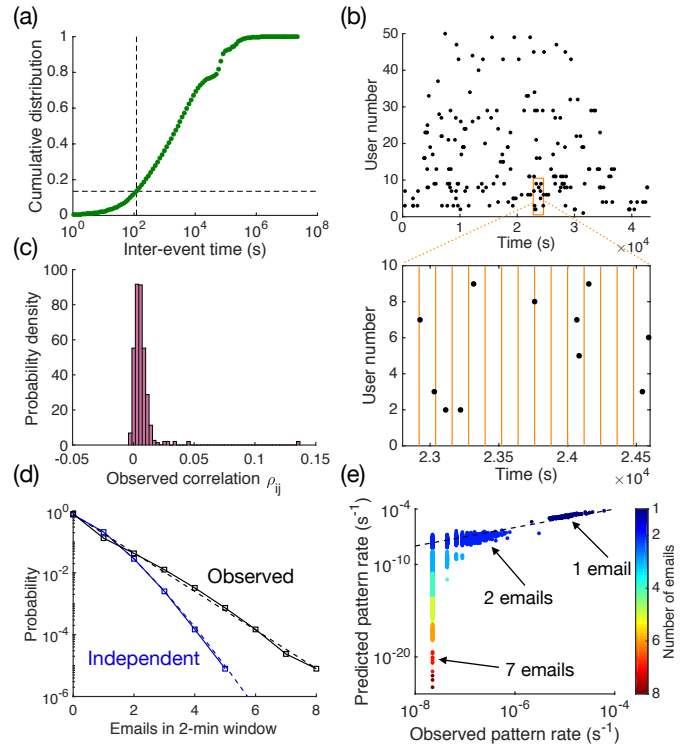 (a)
Cumulative distribution
1
0.8
0.6
0.4
0.2
0
10^0 10^2 10^4 10^6 10^8
Inter-event time (s)
(b)
User number
50
40
30
20
10
0
0 1 2 3 4
Time (s) ×10^4
User number
10
8
6
4
2
0
2.3 2.35 2.4 2.45
Time (s) ×10^4
(c)
Probability density
100
80
60
40
20
0
-0.05 0 0.05 0.1 0.15
Observed correlation ρ_ij
(d)
Probability
10^0
10^-2
10^-4
10^-6
Observed
Independent
0 2 4 6 8
Emails in 2-min window
(e)
Predicted pattern rate (s^-1)
10^-4
10^-10
10^-20
1 email
2 emails
7 emails
10^-8 10^-6 10^-4
Observed pattern rate (s^-1)
1
2
4
6
8
Number of emails